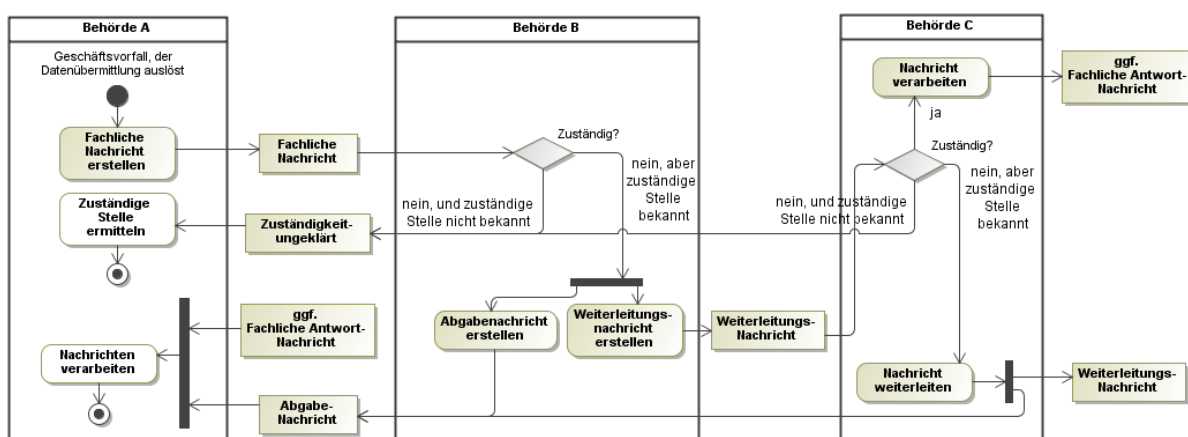 Behörde A
Behörde B
Behörde C
Geschäftsvorfall, der
Datenübermittlung auslöst
Fachliche
Nachricht
erstellen
Fachliche
Nachricht
Zuständig?
nein, aber
zuständige
Stelle
bekannt
nein, und zuständige
Stelle nicht bekannt
Nachricht
verarbeiten
ggf.
Fachliche Antwort-
Nachricht
ja
Zuständig?
nein, aber
zuständige
Stelle
bekannt
nein, und zuständige
Stelle nicht bekannt
Zuständige
Stelle
ermitteln
Zuständigkeit-
ungeklärt
ggf.
Fachliche Antwort-
Nachricht
Abgabenachricht
erstellen
Weiterleitungs-
nachricht
erstellen
Weiterleitungs-
Nachricht
Nachrichten
verarbeiten
Nachricht
weiterleiten
Weiterleitungs-
Nachricht
Abgabe-
Nachricht